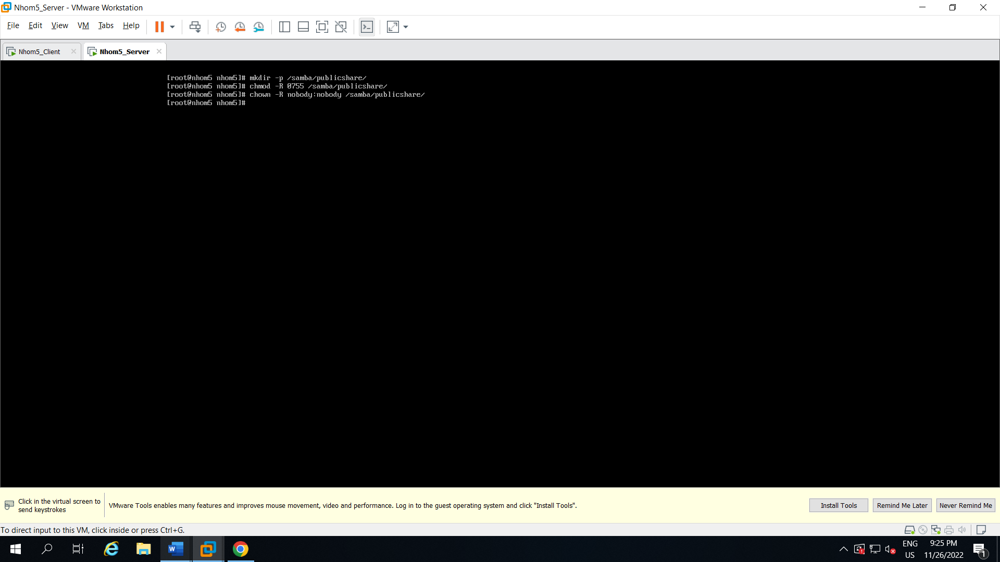 Nhom5_Server - VMware Workstation
File Edit View VM Tabs Help
Nhom5_Client
Nhom5_Server
[root@nhom5 nhom5]# mkdir -p /samba/publicshare/
[root@nhom5 nhom5]# chmod -R 0755 /samba/publicshare/
[root@nhom5 nhom5]# chown -R nobody:nobody /samba/publicshare/
[root@nhom5 nhom5]#
Click in the virtual screen to
send keystrokes
VMware Tools enables many features and improves mouse movement, video and performance. Log in to the guest operating system and click "Install Tools".
Install Tools
Remind Me Later
Never Remind Me
To direct input to this VM, click inside or press Ctrl+G.
ENG
US
9:25 PM
11/26/2022
1